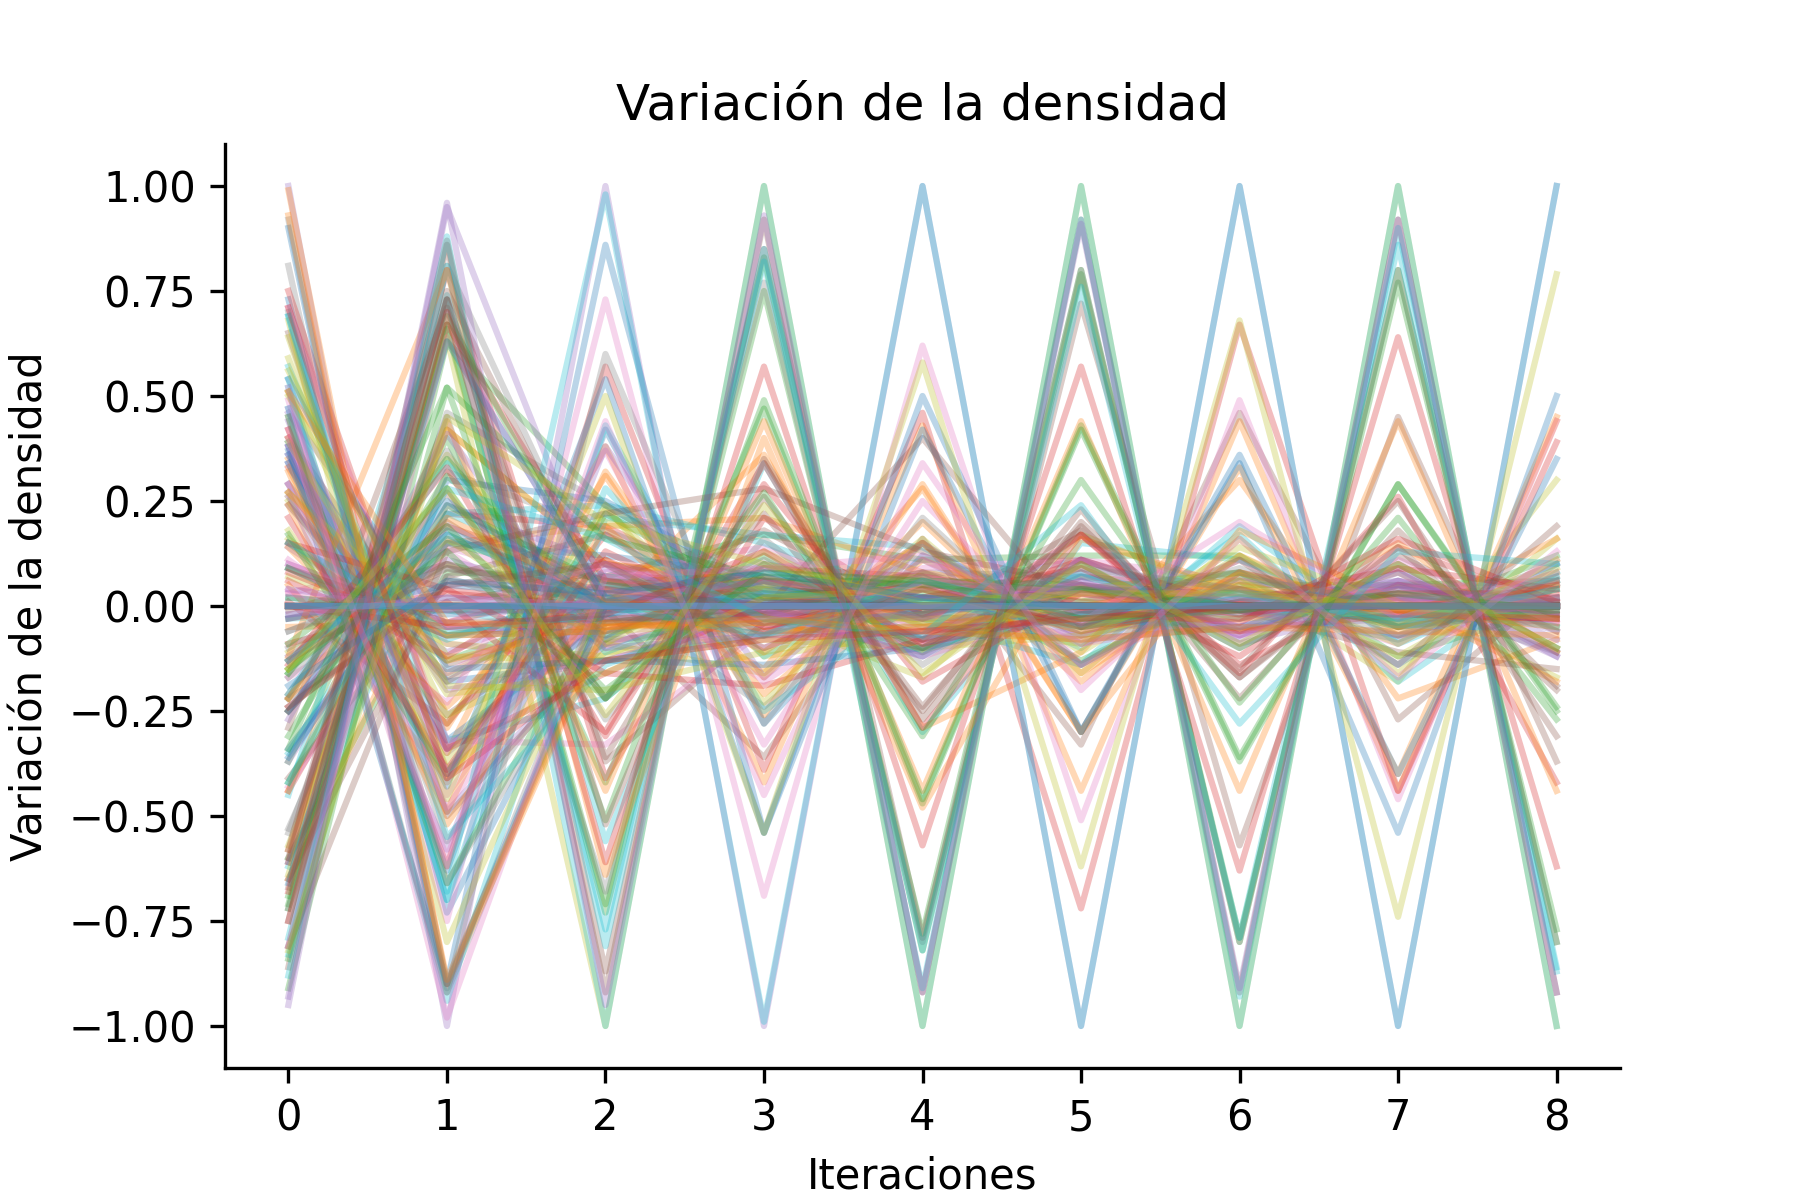 Variación de la densidad
Variación de la densidad
1.00
0.75
0.50
0.25
0.00
−0.25
−0.50
−0.75
−1.00
0 1 2 3 4 5 6 7 8
Iteraciones